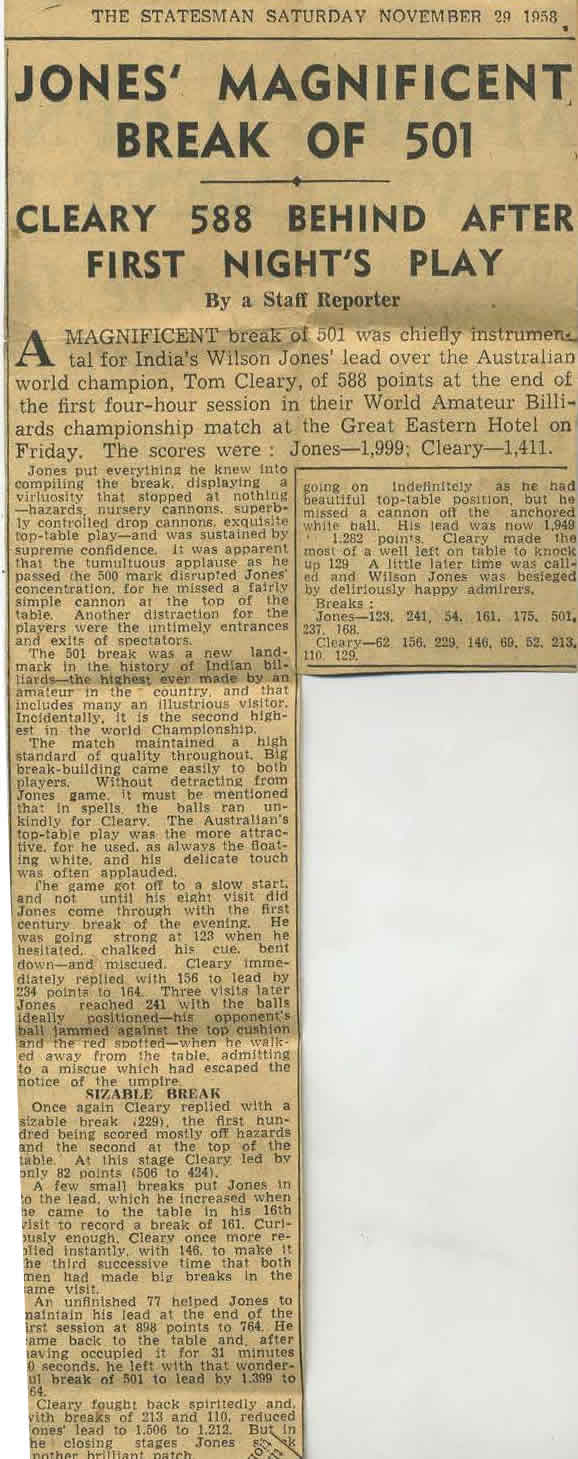 THE STATESMAN SATURDAY NOVEMBER 29 1958
JONES' MAGNIFICENT
BREAK OF 501
CLEARY 588 BEHIND AFTER
FIRST NIGHT'S PLAY
By a Staff Reporter
A MAGNIFICENT break of 501 was chiefly instrumen-
tal for India's Wilson Jones' lead over the Australian
world champion, Tom Cleary, of 588 points at the end of
the first four-hour session in their World Amateur Billi-
ards championship match at the Great Eastern Hotel on
Friday. The scores were : Jones—1,999; Cleary—1,411.
Jones put everything he knew into
compiling the break, displaying a
virluosity that stopped at nothing
—hazards, nursery cannons, superb-
ly controlled drop cannons, exquisite
top-table play—and was sustained by
supreme confidence. It was apparent
that the tumultuous applause as he
passed the 500 mark disrupted Jones'
concentration, for he missed a fairly
simple cannon at the top of the
table. Another distraction for the
players were the untimely entrances
and exits of spectators.
The 501 break was a new land-
mark in the history of Indian bil-
liards—the highest ever made by an
amateur in the country, and that
includes many an illustrious visitor.
Incidentally, it is the second high-
est in the world Championship.
The match maintained a high
standard of quality throughout. Big
break-building came easily to both
players. Without detracting from
Jones game, it must be mentioned
that in spells, the balls ran un-
kindly for Cleary. The Australian's
top-table play was the more attrac-
tive, for he used, as always the float-
ing white, and his delicate touch
was often applauded.
The game got off to a slow start,
and not until his eight visit did
Jones come through with the first
century break of the evening. He
was going strong at 123 when he
hesitated, chalked his cue, bent
down—and miscued. Cleary imme-
diately replied with 156 to lead by
234 points to 164. Three visits later
Jones reached 241 with the balls
ideally positioned—his opponent's
ball jammed against the top cushion
and the red spotted—when he walk-
ed away from the table, admitting
to a miscue which had escaped the
notice of the umpire.
SIZABLE BREAK
Once again Cleary replied with a
sizable break (229), the first hun-
dred being scored mostly off hazards
and the second at the top of the
table. At this stage Cleary led by
only 82 points (506 to 424).
A few small breaks put Jones in
to the lead, which he increased when
he came to the table in his 16th
visit to record a break of 161. Curi-
ously enough, Cleary once more re-
plied instantly, with 146, to make it
the third successive time that both
men had made big breaks in the
same visit.
An unfinished 77 helped Jones to
maintain his lead at the end of the
first session at 898 points to 764. He
came back to the table and, after
having occupied it for 31 minutes
0 seconds, he left with that wonder-
ful break of 501 to lead by 1,399 to
64.
Cleary fought back spiritedly and,
with breaks of 213 and 110, reduced
Jones' lead to 1,506 to 1,212. But in
the closing stages Jones
another brilliant patch
going on indefinitely as he had
beautiful top-table position, but he
missed a cannon off the anchored
white ball. His lead was now 1,949
1,282 points. Cleary made the
most of a well left on table to knock
up 129 A little later time was call-
ed and Wilson Jones was besieged
by deliriously happy admirers.
Breaks :
Jones—123, 241, 54, 161, 175, 501,
237, 168.
Cleary—62, 156, 229, 146, 69, 52, 213,
110, 129.